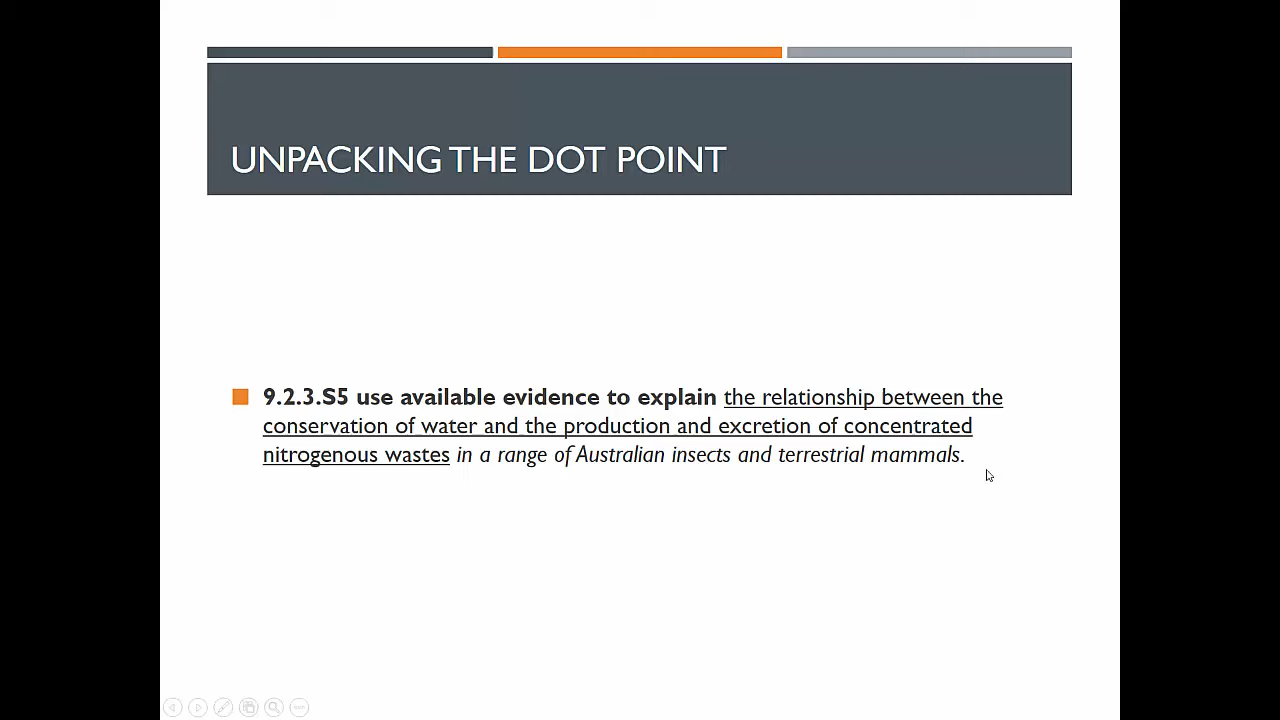 UNPACKING THE DOT POINT
9.2.3.S5 use available evidence to explain the relationship between the
conservation of water and the production and excretion of concentrated
nitrogenous wastes in a range of Australian insects and terrestrial mammals.